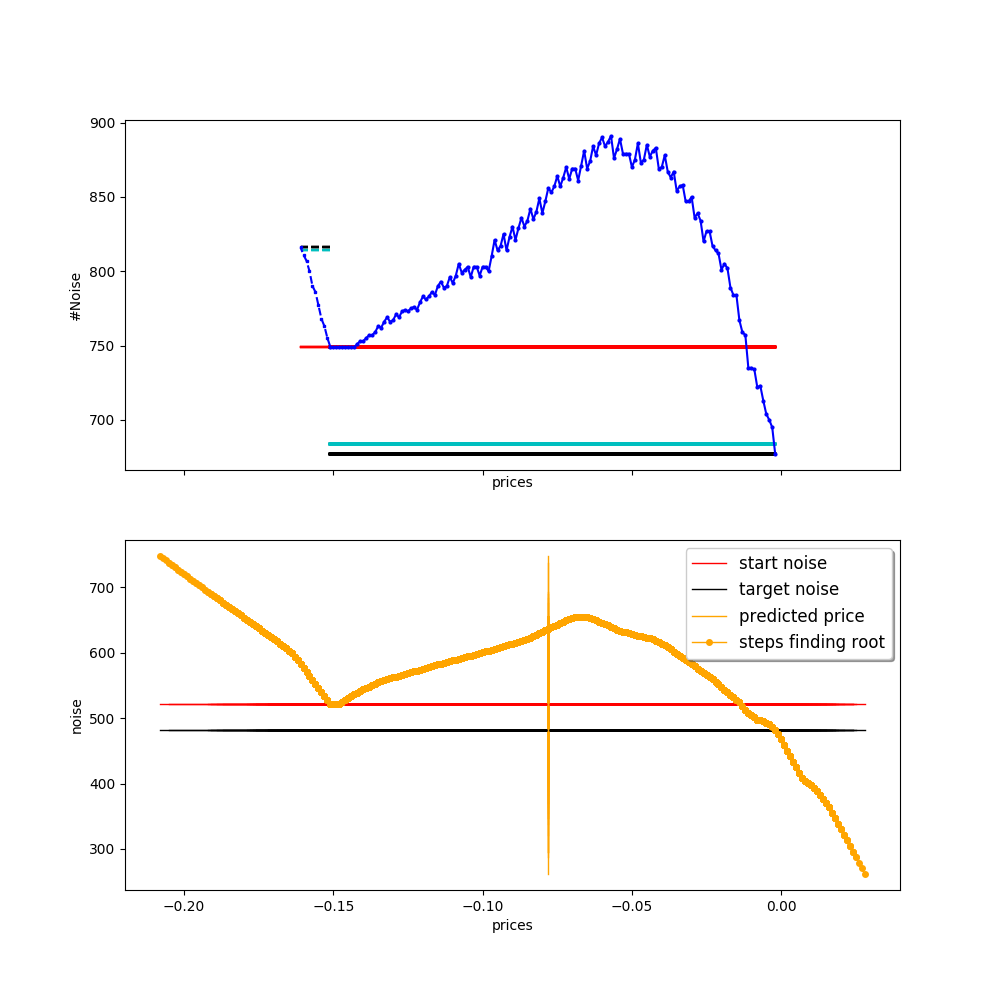 900
850
800
750
700
#Noise
prices
700
600
500
400
300
noise
start noise
target noise
predicted price
steps finding root
−0.20
−0.15
−0.10
−0.05
0.00
prices